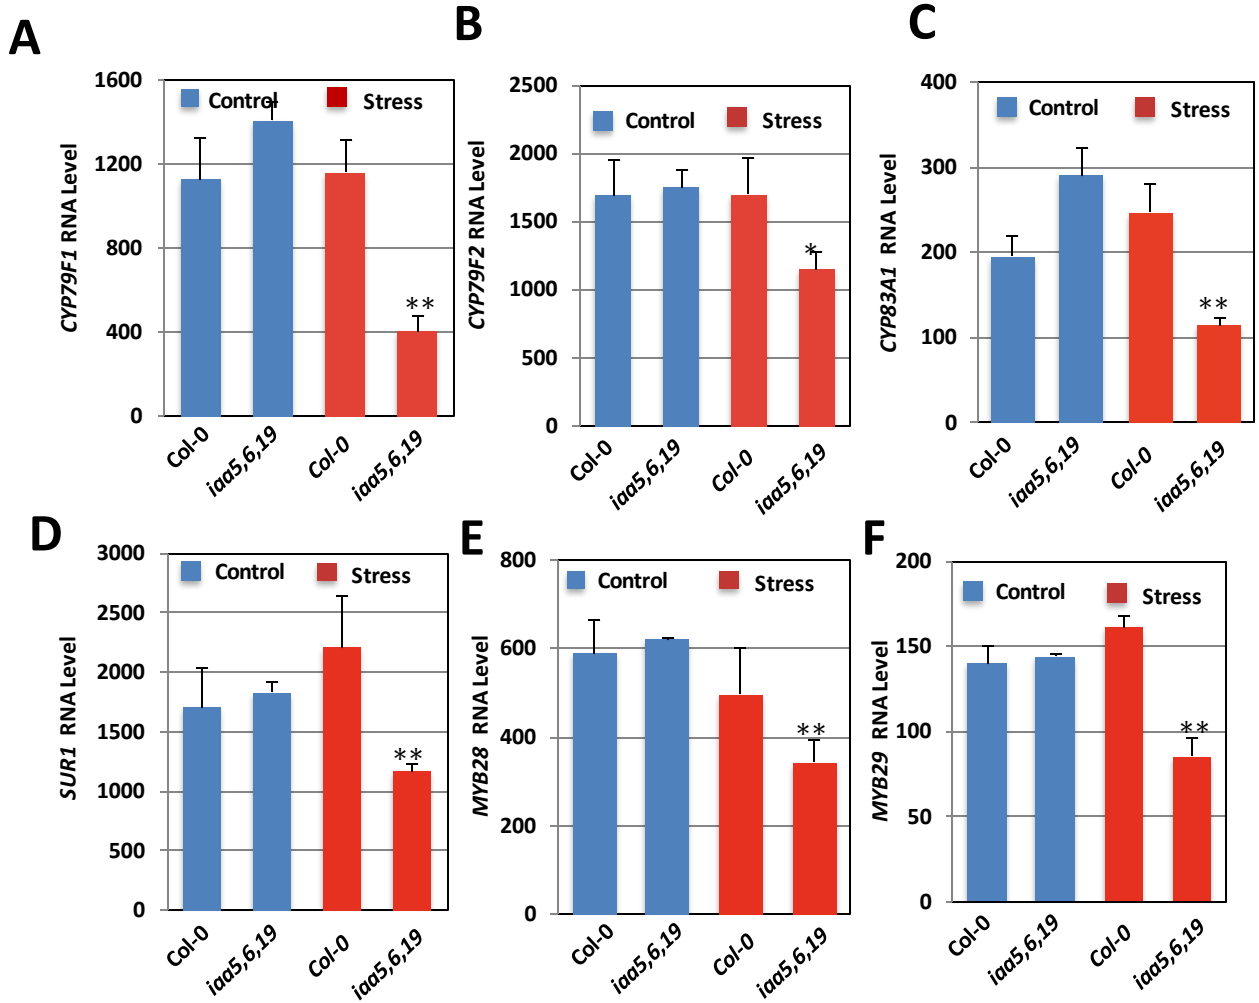 A
CYP79F1 RNA Level
1600
1200
800
400
0
Control
Stress
**
Col-0
iaa5,6,19
Col-0
iaa5,6,19
B
CYP79F2 RNA Level
2500
2000
1500
1000
500
0
Control
Stress
*
Col-0
iaa5,6,19
Col-0
iaa5,6,19
C
CYP83A1 RNA Level
400
300
200
100
0
Control
Stress
**
Col-0
iaa5,6,19
Col-0
iaa5,6,19
D
SUR1 RNA Level
3000
2500
2000
1500
1000
500
0
Control
Stress
**
Col-0
iaa5,6,19
Col-0
iaa5,6,19
E
MYB28 RNA Level
800
600
400
200
0
Control
Stress
**
Col-0
iaa5,6,19
Col-0
iaa5,6,19
F
MYB29 RNA Level
200
150
100
50
0
Control
Stress
**
Col-0
iaa5,6,19
Col-0
iaa5,6,19